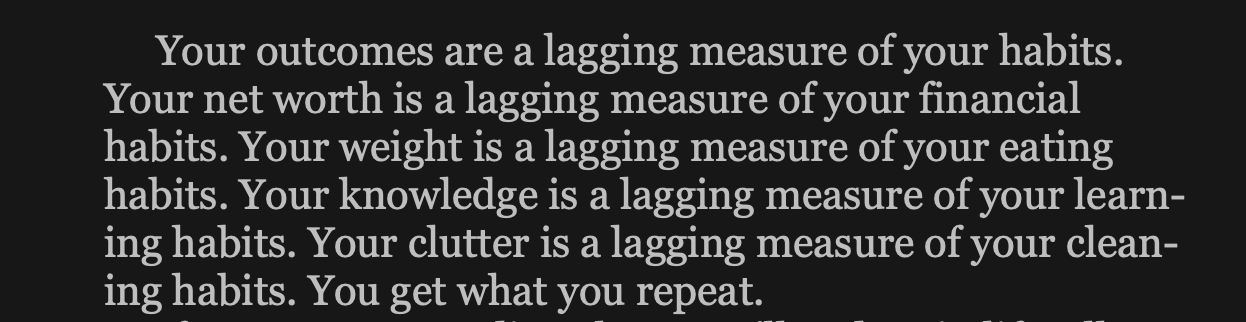 Your outcomes are a lagging measure of your habits.
Your net worth is a lagging measure of your financial
habits. Your weight is a lagging measure of your eating
habits. Your knowledge is a lagging measure of your learn-
ing habits. Your clutter is a lagging measure of your clean-
ing habits. You get what you repeat.